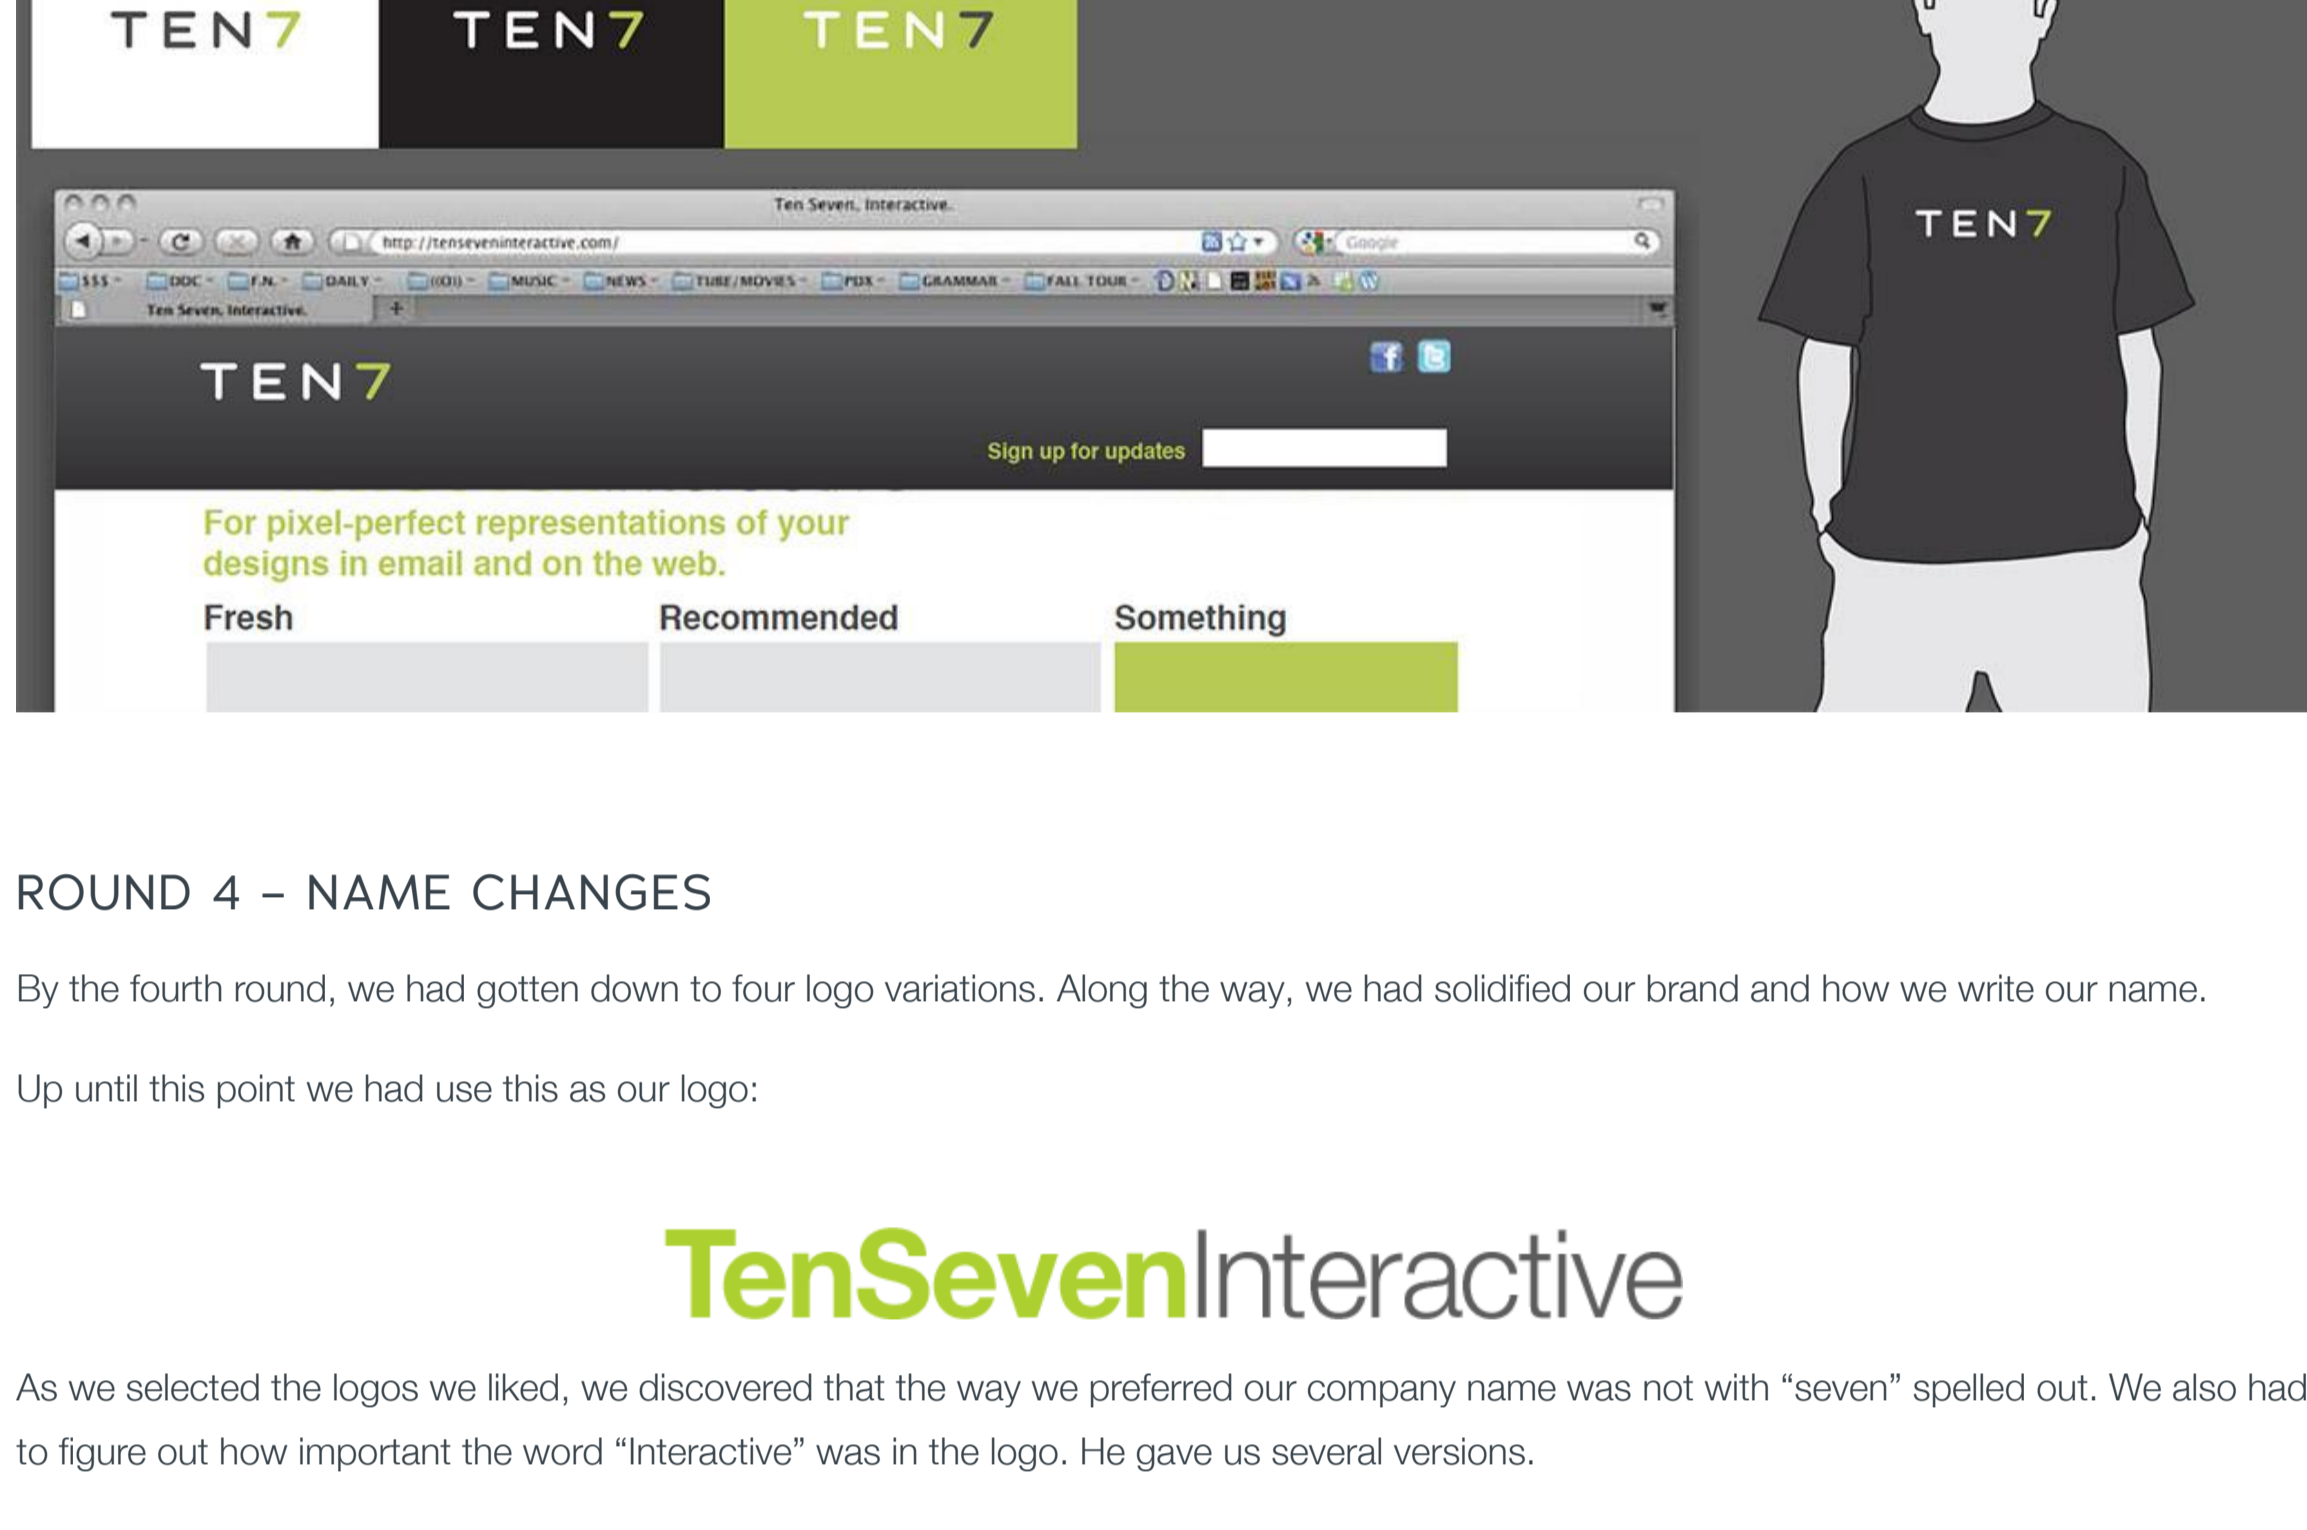 TEN7 TEN7 TEN7
Ten Seven, Interactive.
http://tenseveninteractive.com/ Google
$$$ DDC F.N. DAILY ((O)) MUSIC NEWS TUBE/MOVIES PDX GRAMMAR FALL TOUR
Ten Seven, Interactive. +
TEN7
TEN7
Sign up for updates
For pixel-perfect representations of your
designs in email and on the web.
Fresh Recommended Something
ROUND 4 – NAME CHANGES
By the fourth round, we had gotten down to four logo variations. Along the way, we had solidified our brand and how we write our name.
Up until this point we had use this as our logo:
TenSevenInteractive
As we selected the logos we liked, we discovered that the way we preferred our company name was not with “seven” spelled out. We also had
to figure out how important the word “Interactive” was in the logo. He gave us several versions.